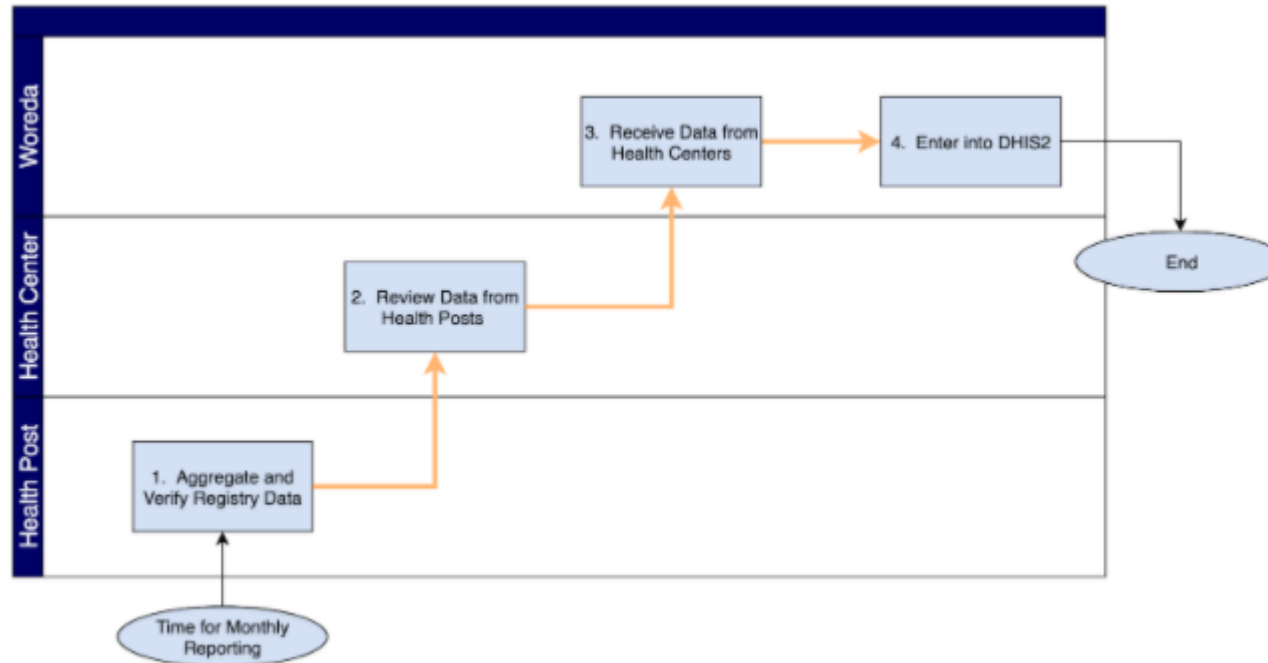 Woreda
3. Receive Data from
Health Centers
4. Enter into DHIS2
Health Center
2. Review Data from
Health Posts
End
Health Post
1. Aggregate and
Verify Registry Data
Time for Monthly
Reporting